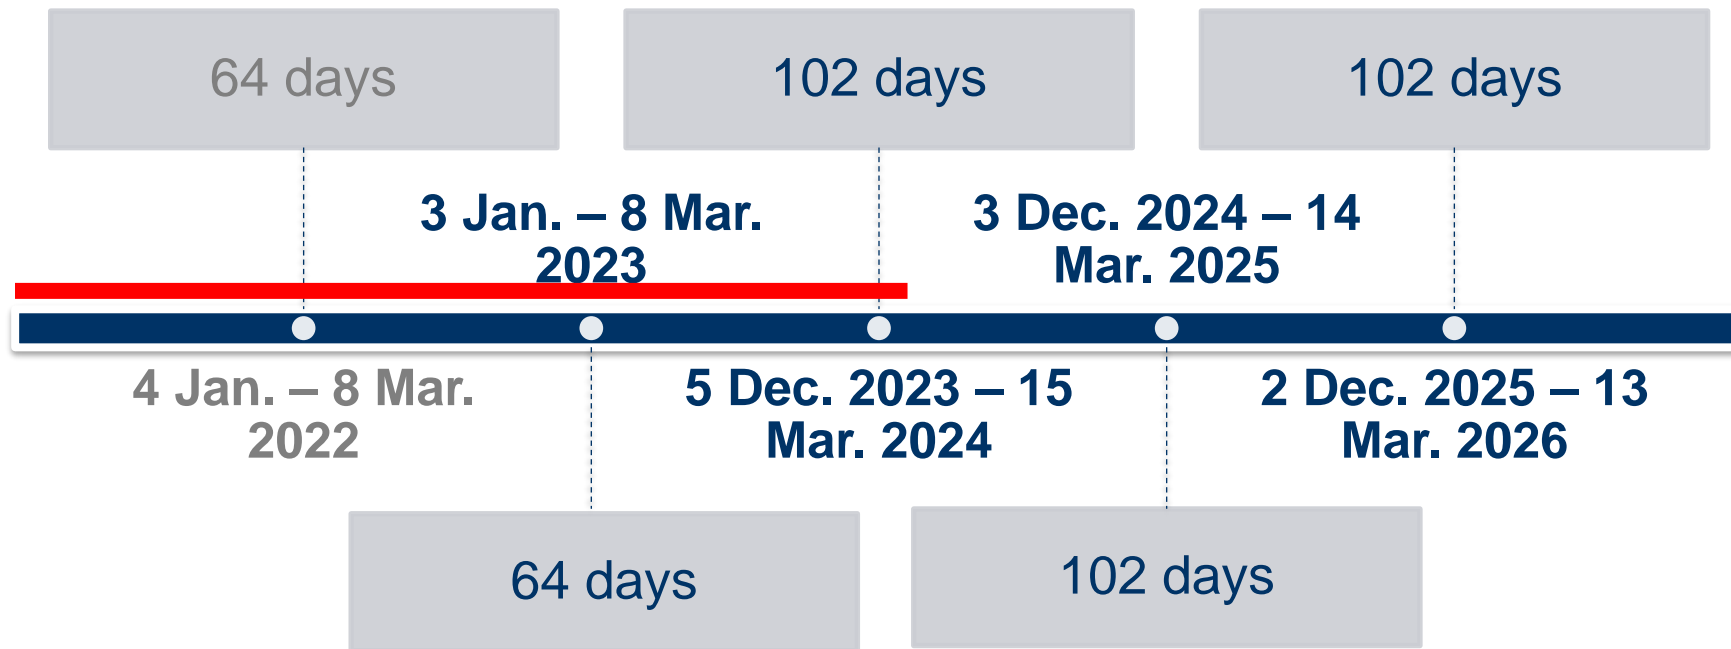 64 days
102 days
102 days
3 Jan. – 8 Mar.
2023
3 Dec. 2024 – 14
Mar. 2025
4 Jan. – 8 Mar.
2022
5 Dec. 2023 – 15
Mar. 2024
2 Dec. 2025 – 13
Mar. 2026
64 days
102 days